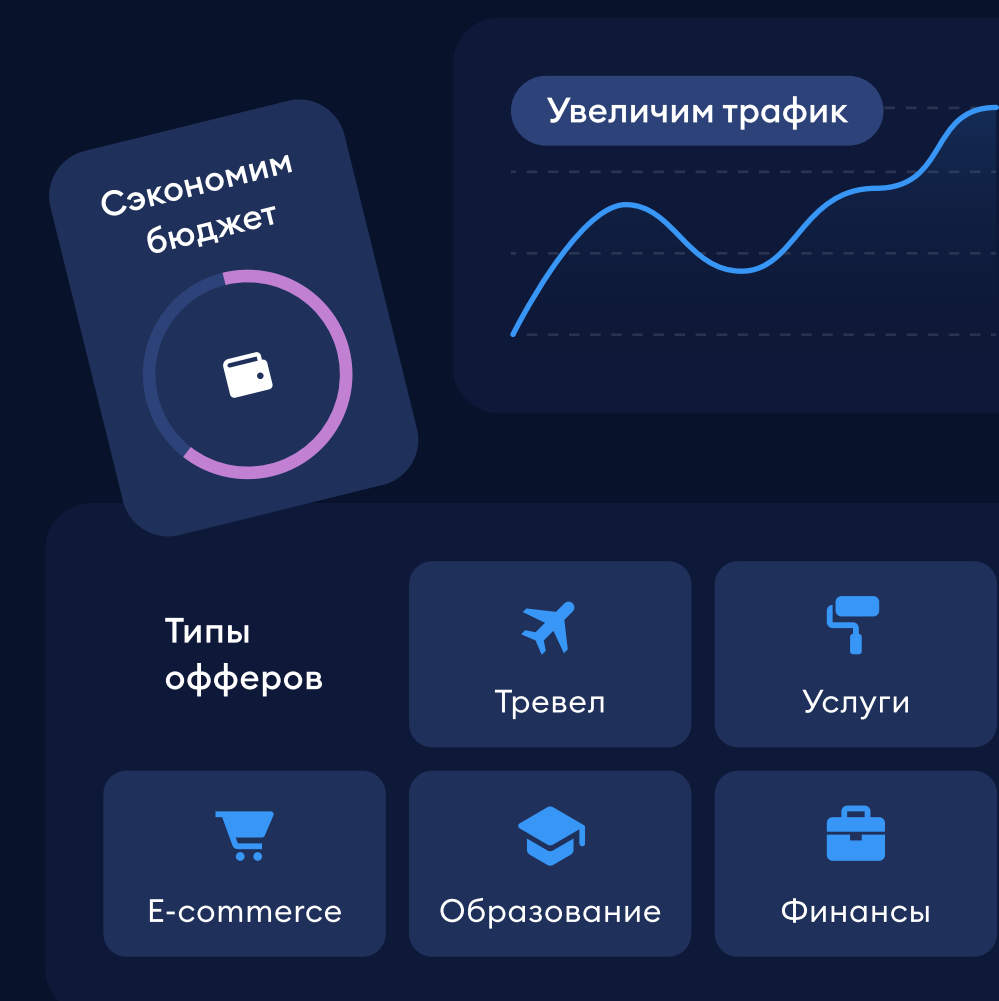 Увеличим трафик
Сэкономим
бюджет
Типы
офферов
Тревел
Услуги
E-commerce
Образование
Финансы